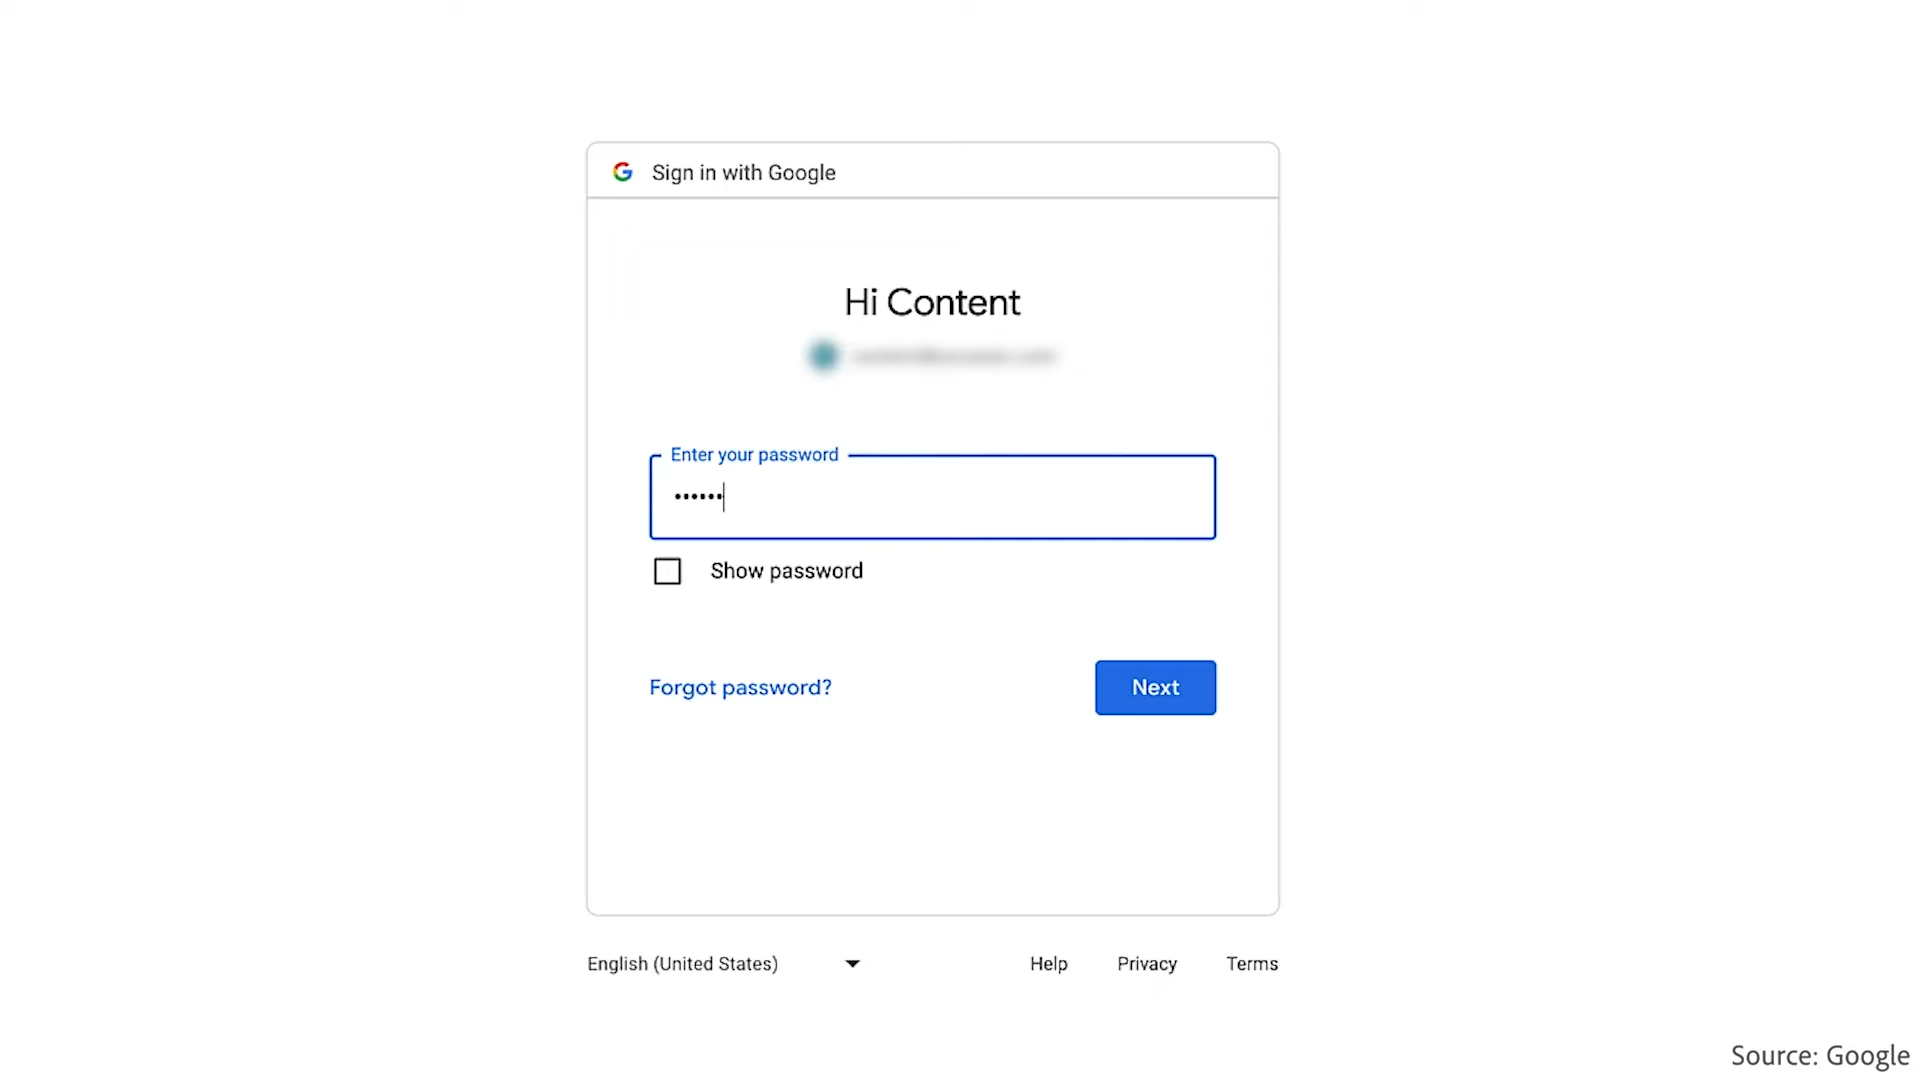 Sign in with Google
Hi Content
Enter your password
••••••
Show password
Forgot password?
Next
English (United States)
Help Privacy Terms
Source: Google